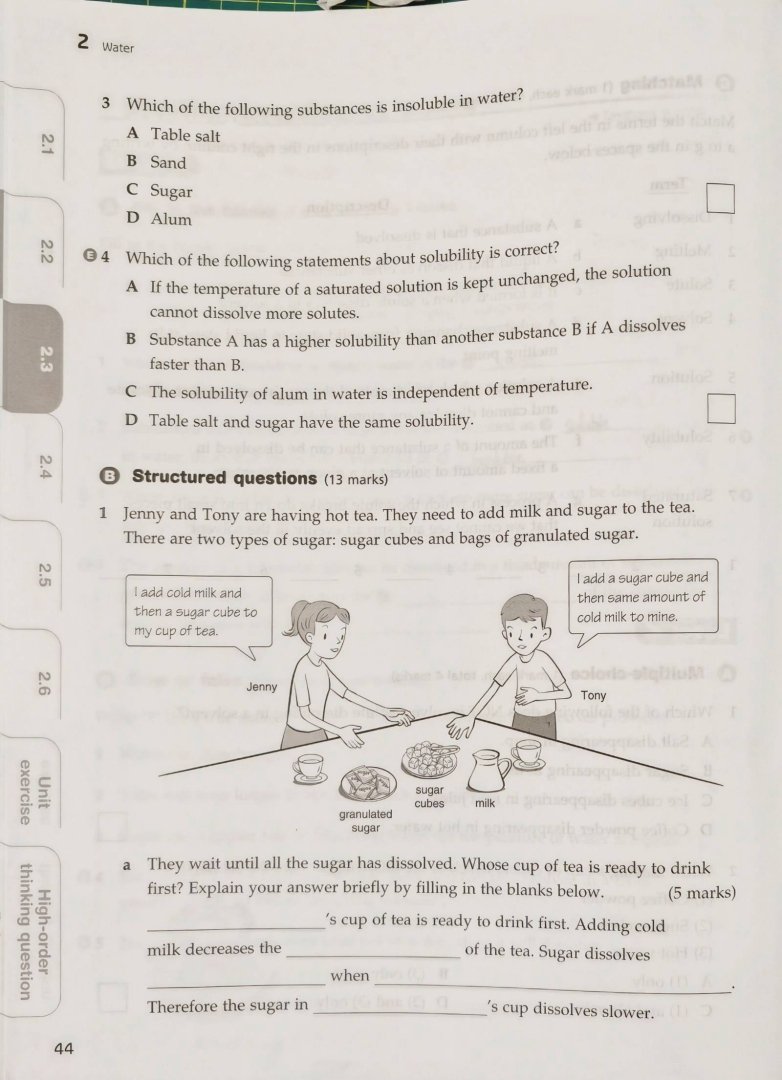 2 Water
3 Which of the following substances is insoluble in water?
A Table salt
B Sand
C Sugar
D Alum
E 4 Which of the following statements about solubility is correct?
A If the temperature of a saturated solution is kept unchanged, the solution
cannot dissolve more solutes.
B Substance A has a higher solubility than another substance B if A dissolves
faster than B.
C The solubility of alum in water is independent of temperature.
D Table salt and sugar have the same solubility.
B Structured questions (13 marks)
1 Jenny and Tony are having hot tea. They need to add milk and sugar to the tea.
There are two types of sugar: sugar cubes and bags of granulated sugar.
I add cold milk and
then a sugar cube to
my cup of tea.
I add a sugar cube and
then same amount of
cold milk to mine.
Jenny
Tony
granulated
sugar
sugar
cubes
milk
a They wait until all the sugar has dissolved. Whose cup of tea is ready to drink
first? Explain your answer briefly by filling in the blanks below. (5 marks)
____________________'s cup of tea is ready to drink first. Adding cold
milk decreases the ____________________ of the tea. Sugar dissolves
____________________ when ________________________________________.
Therefore the sugar in ____________________'s cup dissolves slower.
44
2.1
2.2
2.3
2.4
2.5
2.6
Unit
exercise
High-order
thinking question